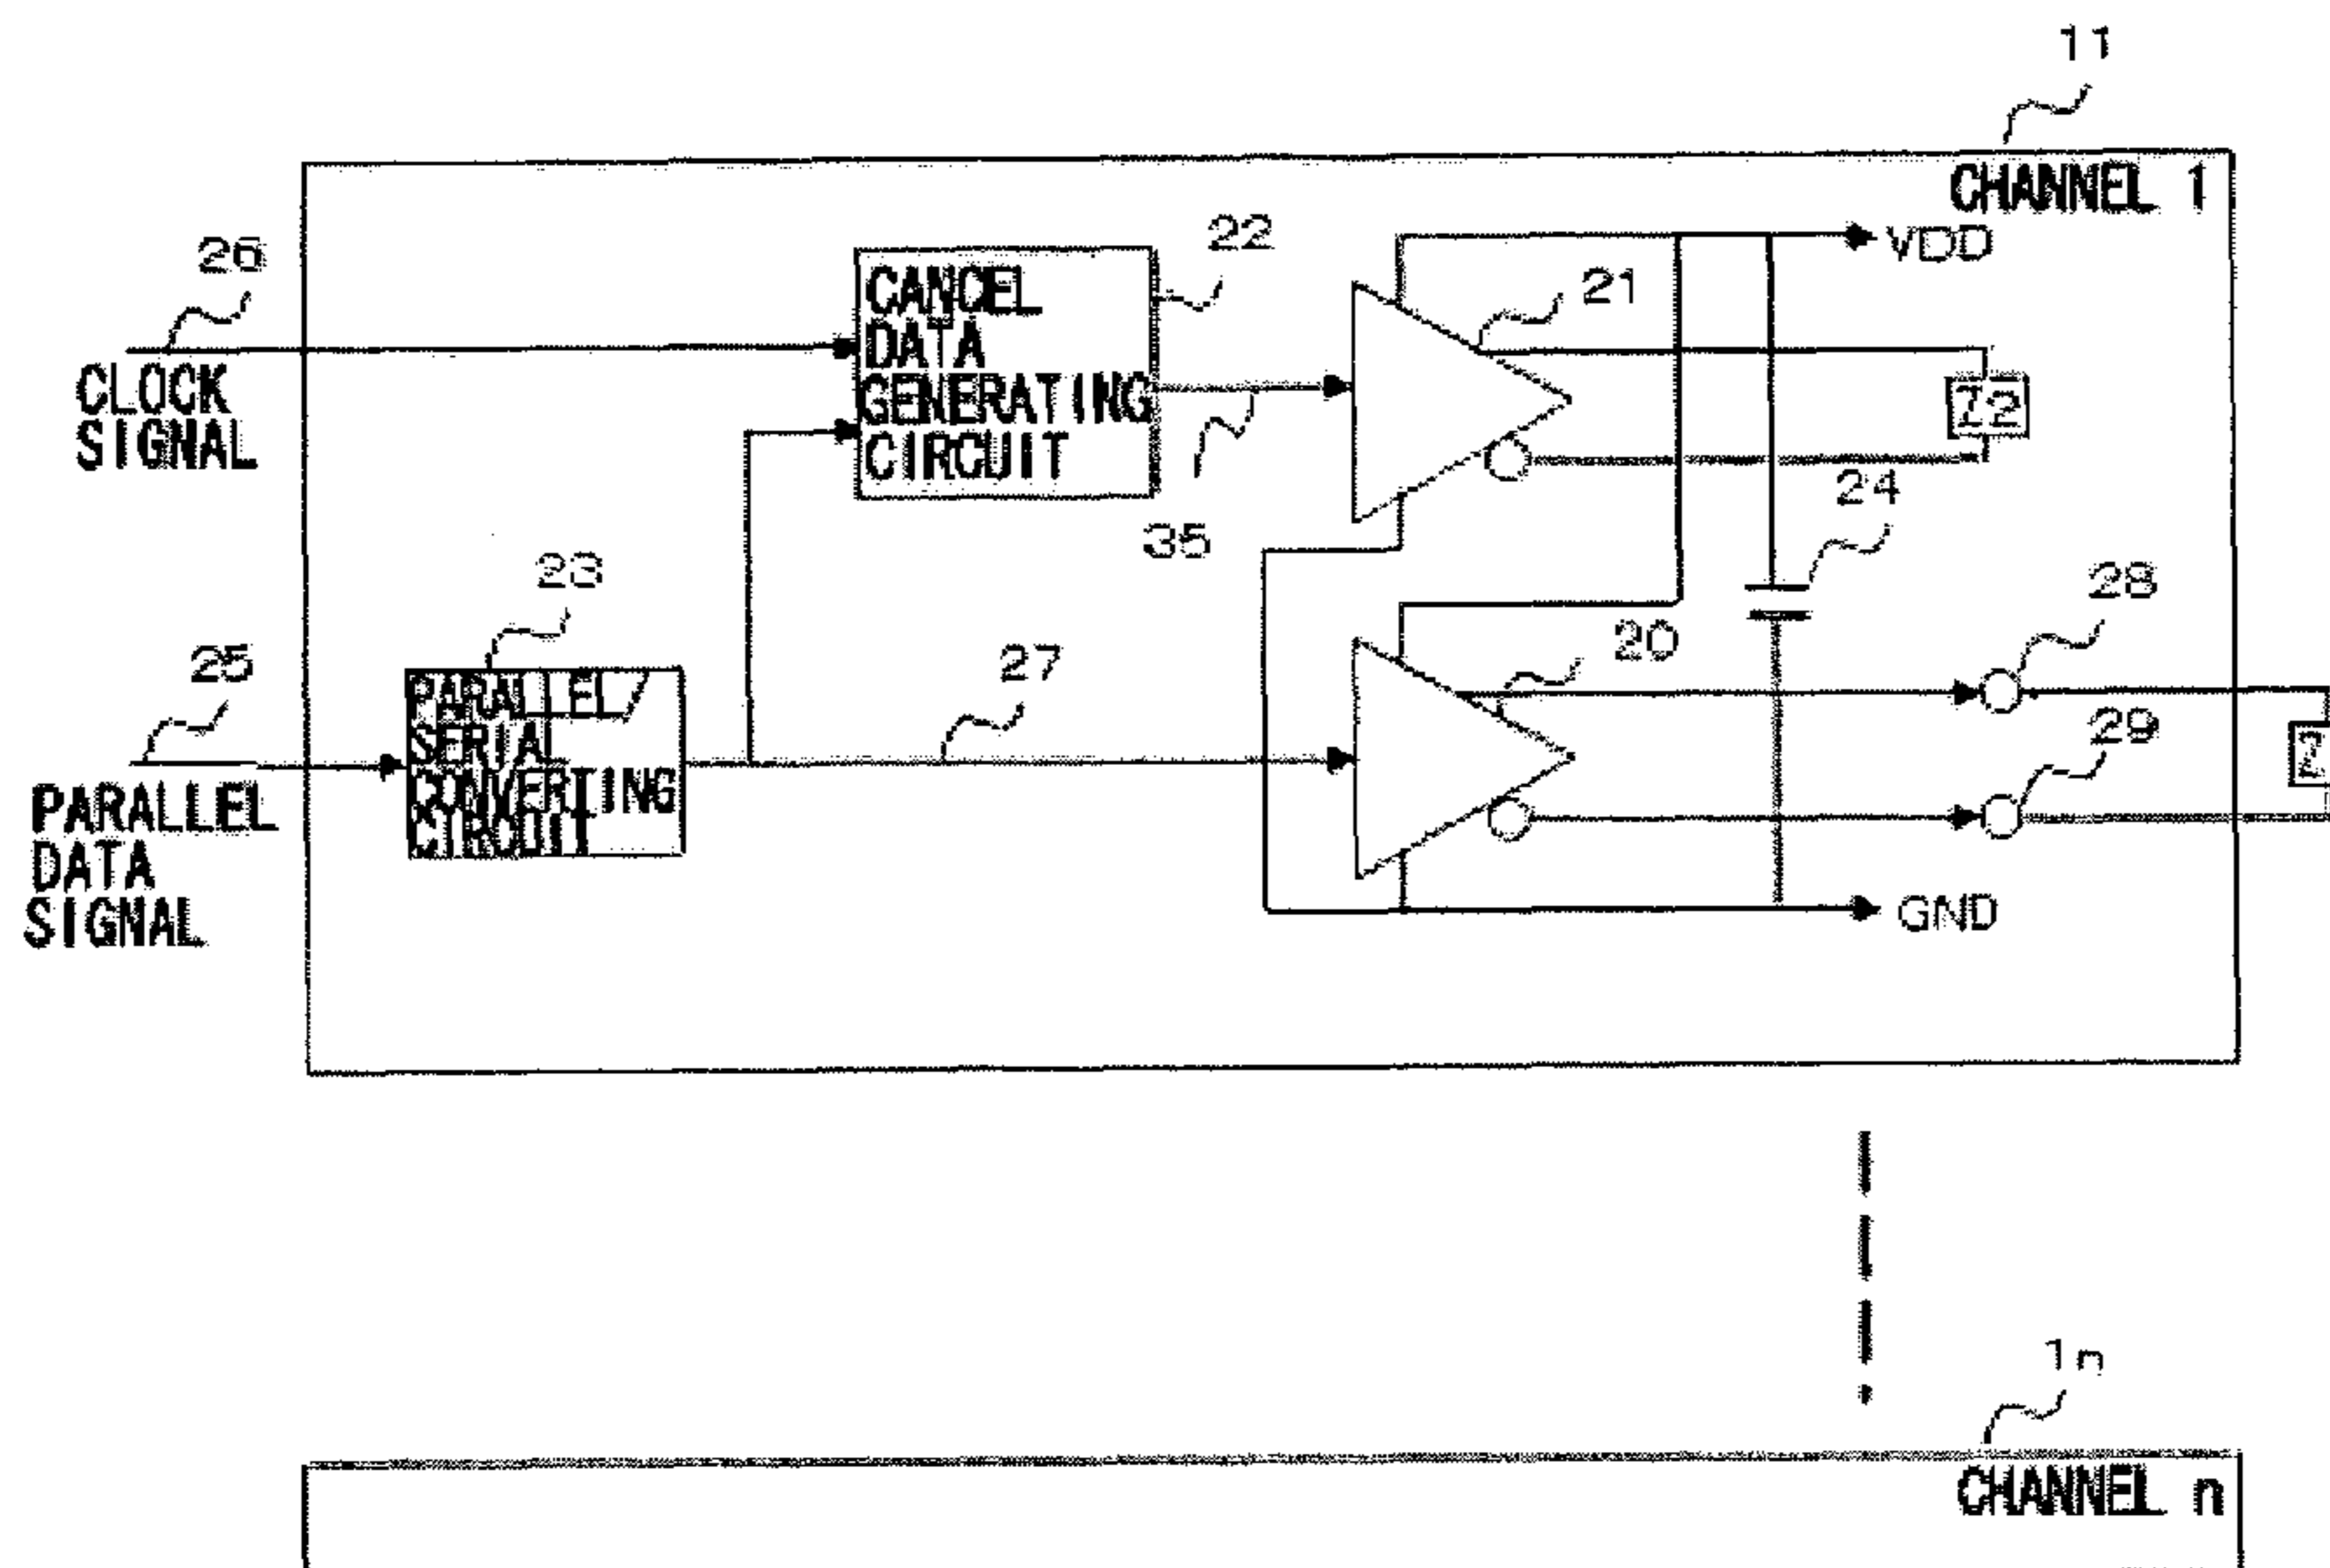 11
CHANNEL 1
26
22
VDD
CANCEL
DATA
GENERATING
CIRCUIT
21
CLOCK
SIGNAL
Z2
24
35
23
28
25
27
20
29
PARALLEL/
SERIAL
CONVERTING
CIRCUIT
PARALLEL
DATA
SIGNAL
GND
1n
CHANNEL n